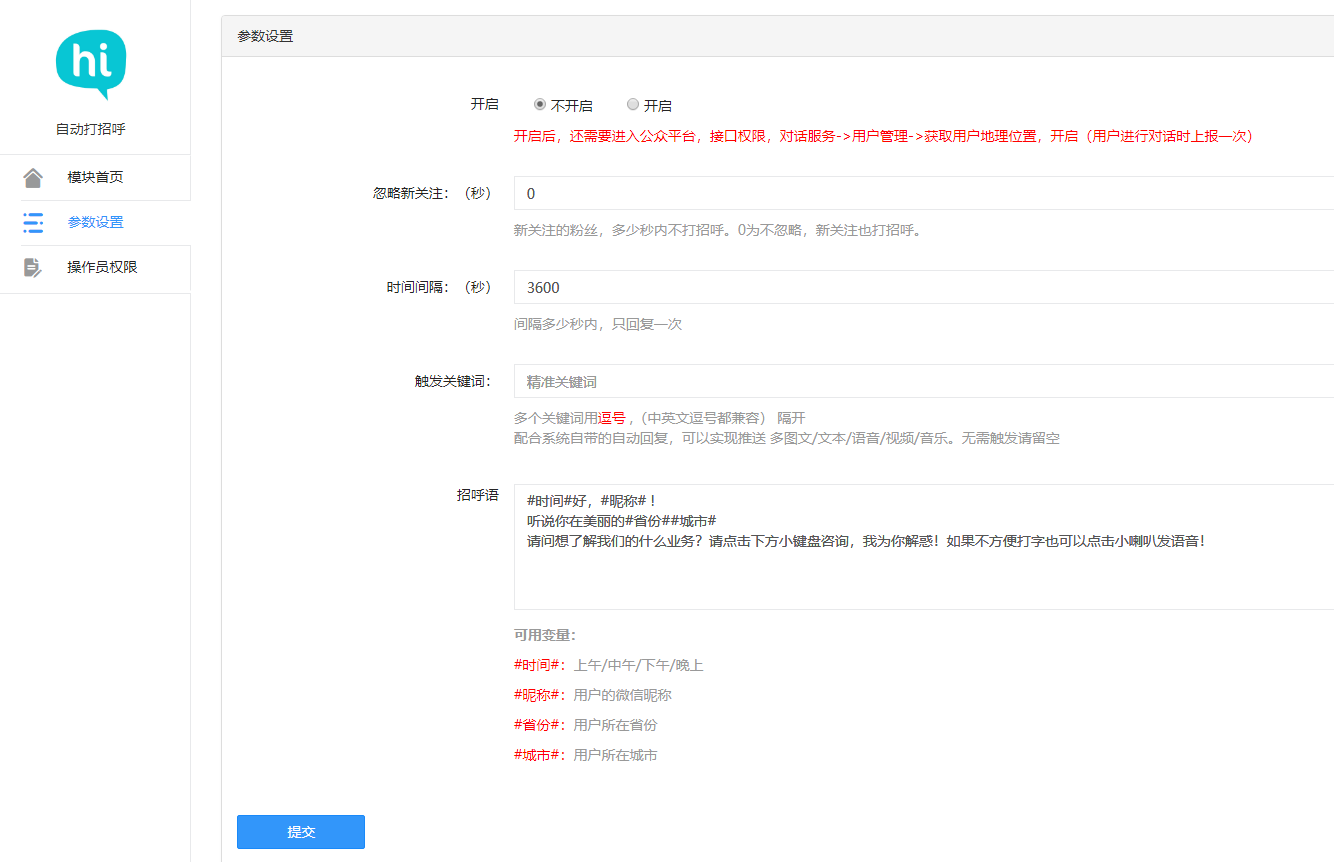 hi
自动打招呼
模块首页
参数设置
操作员权限
参数设置
开启 不开启 开启
开启后，还需要进入公众平台，接口权限，对话服务->用户管理->获取用户地理位置，开启（用户进行对话时上报一次）
忽略新关注：（秒） 0
新关注的粉丝，多少秒内不打招呼。0为不忽略，新关注也打招呼。
时间间隔：（秒） 3600
间隔多少秒内，只回复一次
触发关键词： 精准关键词
多个关键词用逗号 ,（中英文逗号都兼容） 隔开
配合系统自带的自动回复，可以实现推送 多图文/文本/语音/视频/音乐。无需触发请留空
招呼语 #时间#好，#昵称#！
听说你在美丽的#省份##城市#
请问想了解我们的什么业务？请点击下方小键盘咨询，我为你解惑！如果不方便打字也可以点击小喇叭发语音！
可用变量：
#时间#：上午/中午/下午/晚上
#昵称#：用户的微信昵称
#省份#：用户所在省份
#城市#：用户所在城市
提交